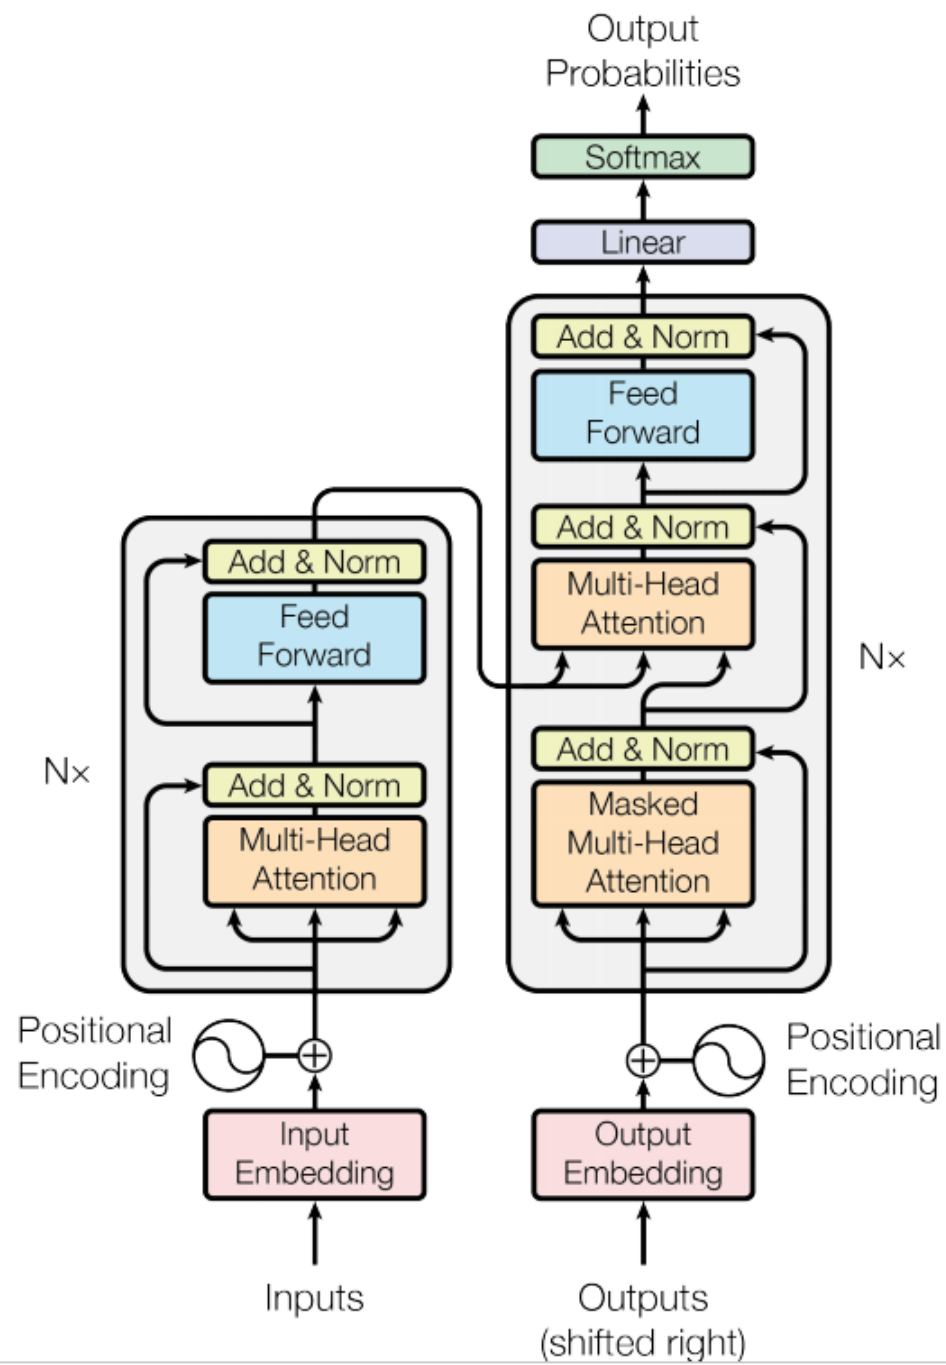 Output
Probabilities
Softmax
Linear
Add & Norm
Feed
Forward
Add & Norm
Multi-Head
Attention
Add & Norm
Masked
Multi-Head
Attention
N×
Add & Norm
Feed
Forward
Add & Norm
Multi-Head
Attention
N×
Positional
Encoding
Positional
Encoding
Input
Embedding
Output
Embedding
Inputs
Outputs
(shifted right)